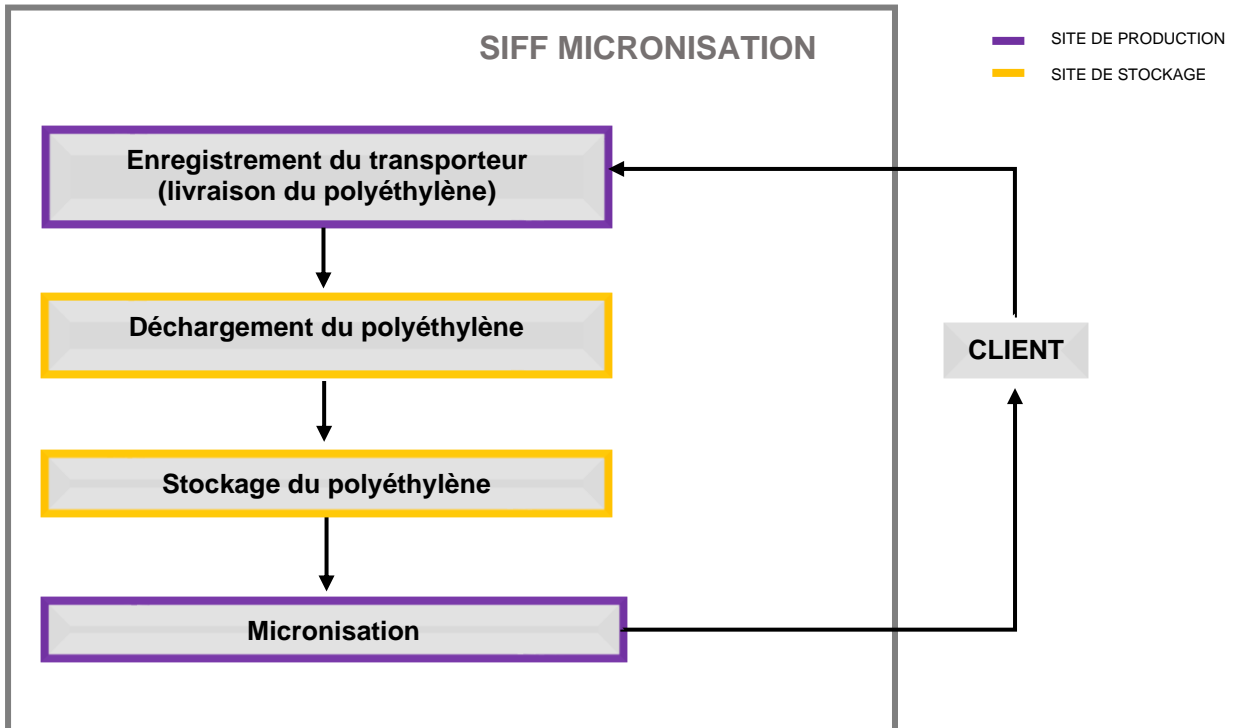 SIFF MICRONISATION
SITE DE PRODUCTION
SITE DE STOCKAGE
Enregistrement du transporteur
(livraison du polyéthylène)
Déchargement du polyéthylène
CLIENT
Stockage du polyéthylène
Micronisation